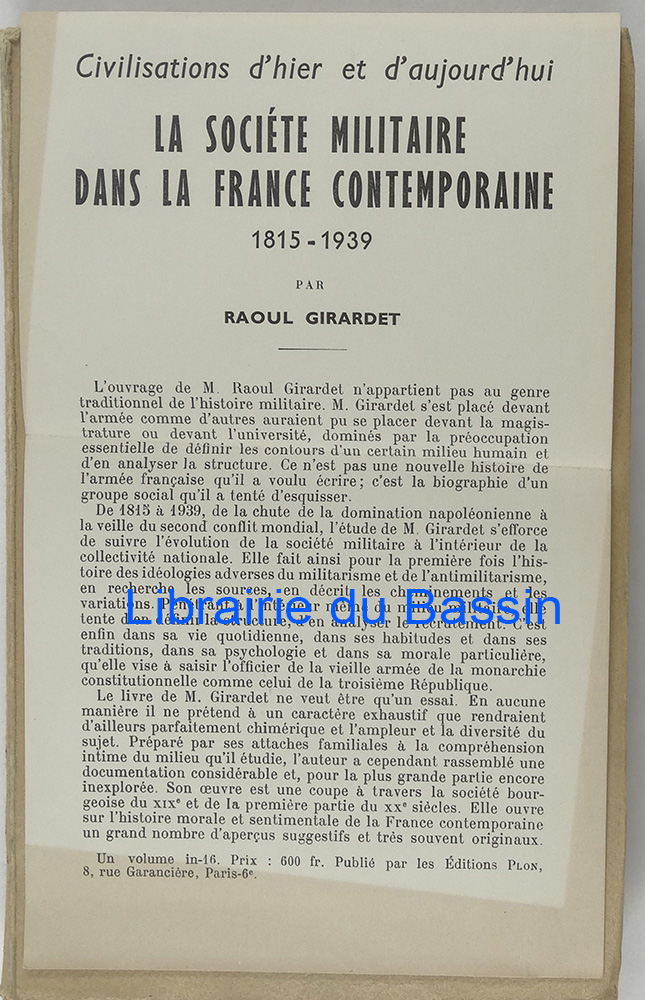 Civilisations d'hier et d'aujourd'hui
LA SOCIÉTE MILITAIRE
DANS LA FRANCE CONTEMPORAINE
1815-1939
PAR
RAOUL GIRARDET
L'ouvrage de M. Raoul Girardet n'appartient pas au genre
traditionnel de l'histoire militaire. M. Girardet s'est placé devant
l'armée comme d'autres auraient pu se placer devant la magis-
trature ou devant l'université, dominés par la préoccupation
essentielle de définir les contours d'un certain milieu humain et
d'en analyser la structure. Ce n'est pas une nouvelle histoire de
l'armée française qu'il a voulu écrire; c'est la biographie d'un
groupe social qu'il a tenté d'esquisser.
De 1815 à 1939, de la chute de la domination napoléonienne à
la veille du second conflit mondial, l'étude de M. Girardet s'efforce
de suivre l'évolution de la société militaire à l'intérieur de la
collectivité nationale. Elle fait ainsi pour la première fois l'his-
toire des idéologies adverses du militarisme et de l'antimilitarisme,
en recherche les sources, en décrit les cheminements et les
variations. Pénétrant à l'intérieur même du milieu militaire, elle
tente d'en définir la structure, d'en analyser le recrutement. C'est
Librairie du Bassin
enfin dans sa vie quotidienne, dans ses habitudes et dans ses
traditions, dans sa psychologie et dans sa morale particulière,
qu'elle vise à saisir l'officier de la vieille armée de la monarchie
constitutionnelle comme celui de la troisième République.
Le livre de M. Girardet ne veut être qu'un essai. En aucune
manière il ne prétend à un caractère exhaustif que rendraient
d'ailleurs parfaitement chimérique et l'ampleur et la diversité du
sujet. Préparé par ses attaches familiales à la compréhension
intime du milieu qu'il étudie, l'auteur a cependant rassemblé une
documentation considérable et, pour la plus grande partie encore
inexplorée. Son œuvre est une coupe à travers la société bour-
geoise du XIXe et de la première partie du XXe siècles. Elle ouvre
sur l'histoire morale et sentimentale de la France contemporaine
un grand nombre d'aperçus suggestifs et très souvent originaux.
Un volume in-16. Prix : 600 fr. Publié par les Éditions PLON,
8, rue Garancière, Paris-6e.